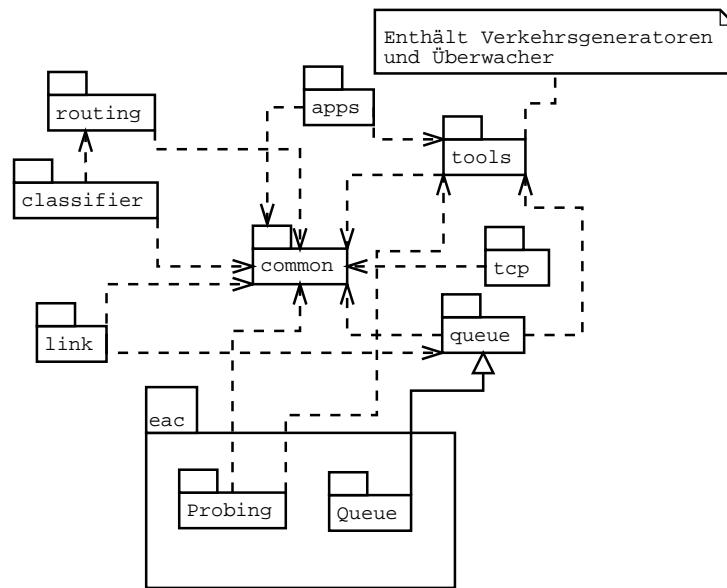 Enthält Verkehrsgeneratoren
und Überwacher
routing
apps
tools
classifier
common
tcp
link
queue
eac
Probing
Queue